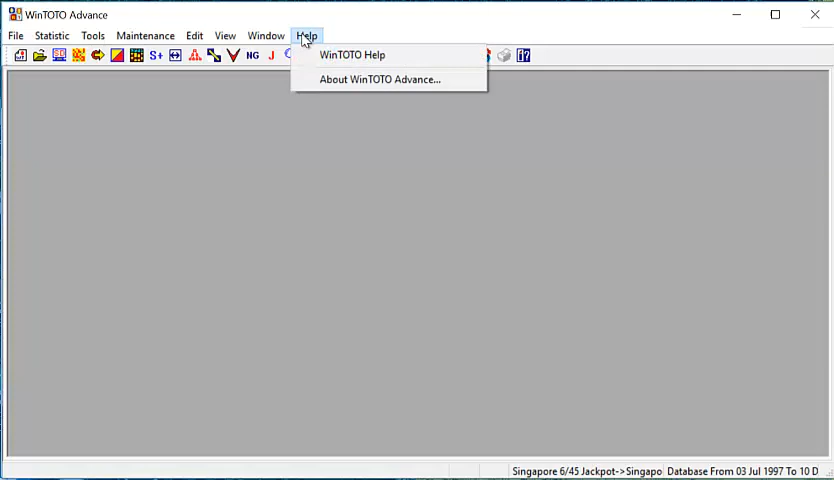 WinTOTO Advance
File Statistic Tools Maintenance Edit View Window Help
S+ NG J
WinTOTO Help
About WinTOTO Advance...
Singapore 6/45 Jackpot->Singapo Database From 03 Jul 1997 To 10 D